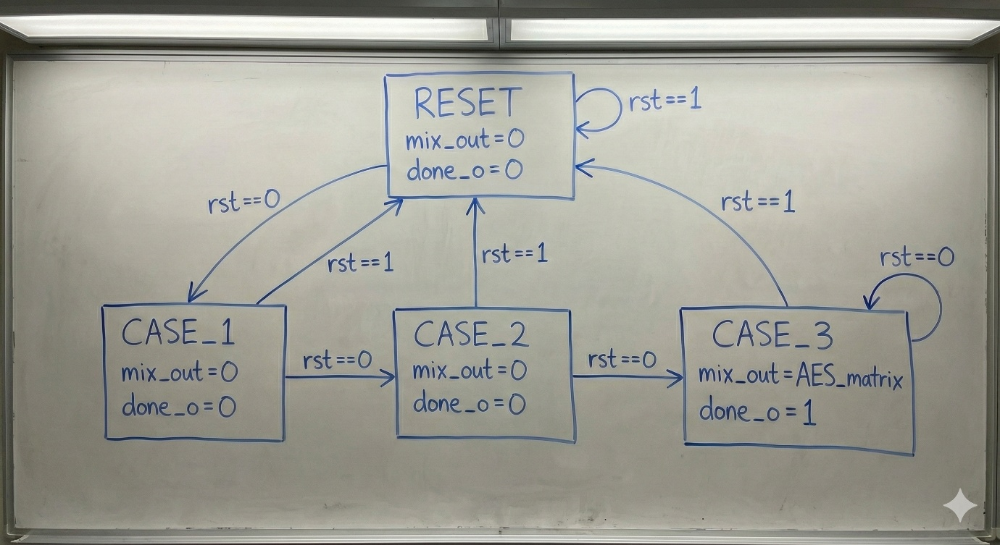 RESET
mix_out=0
done_o=0
rst==1
rst==0
rst==1
rst==1
rst==1
rst==0
CASE_1
mix_out=0
done_o=0
rst==0
CASE_2
mix_out=0
done_o=0
rst==0
CASE_3
mix_out=AES_matrix
done_o=1